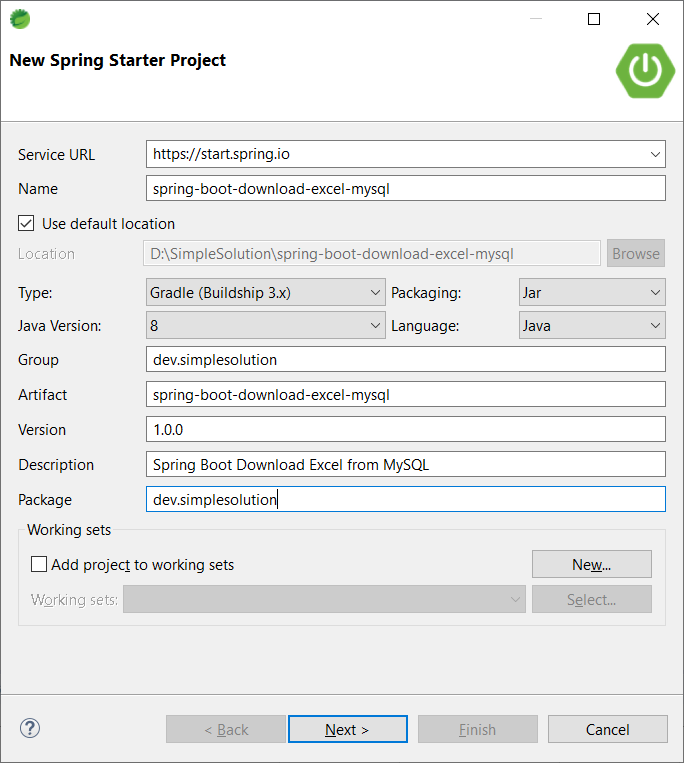 New Spring Starter Project
Service URL https://start.spring.io
Name spring-boot-download-excel-mysql
Use default location
Location D:\SimpleSolution\spring-boot-download-excel-mysql Browse
Type: Gradle (Buildship 3.x) Packaging: Jar
Java Version: 8 Language: Java
Group dev.simplesolution
Artifact spring-boot-download-excel-mysql
Version 1.0.0
Description Spring Boot Download Excel from MySQL
Package dev.simplesolution
Working sets
Add project to working sets New...
Working sets: Select...
? < Back Next > Finish Cancel